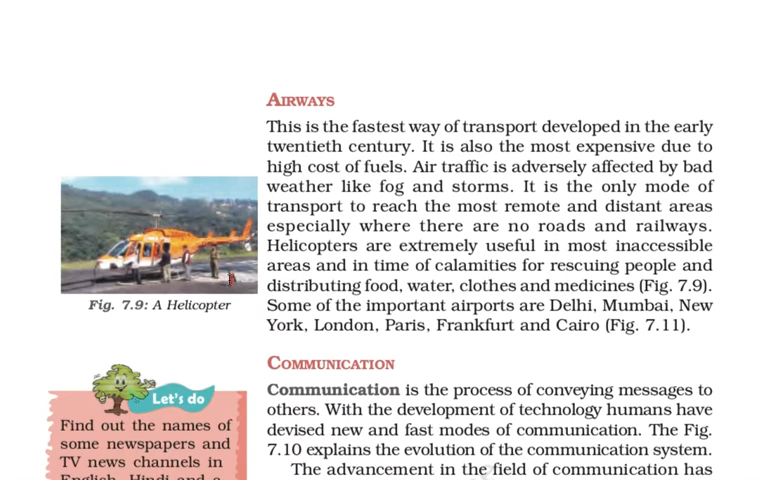 AIRWAYS
This is the fastest way of transport developed in the early
twentieth century. It is also the most expensive due to
high cost of fuels. Air traffic is adversely affected by bad
weather like fog and storms. It is the only mode of
transport to reach the most remote and distant areas
especially where there are no roads and railways.
Helicopters are extremely useful in most inaccessible
areas and in time of calamities for rescuing people and
distributing food, water, clothes and medicines (Fig. 7.9).
Some of the important airports are Delhi, Mumbai, New
York, London, Paris, Frankfurt and Cairo (Fig. 7.11).
Fig. 7.9: A Helicopter
COMMUNICATION
Communication is the process of conveying messages to
others. With the development of technology humans have
devised new and fast modes of communication. The Fig.
7.10 explains the evolution of the communication system.
The advancement in the field of communication has
Let's do
Find out the names of
some newspapers and
TV news channels in
English, Hindi and a